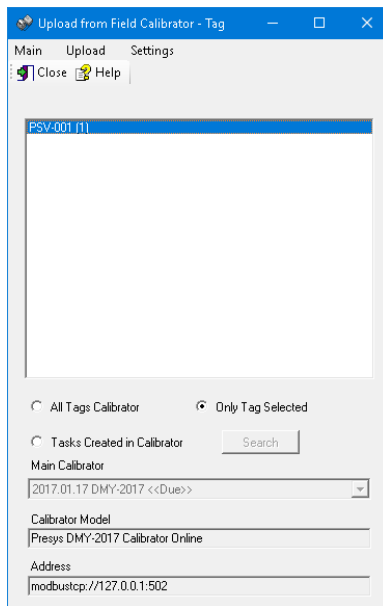 Upload from Field Calibrator - Tag
Main Upload Settings
Close Help
PSV-001 [1]
All Tags Calibrator Only Tag Selected
Tasks Created in Calibrator Search
Main Calibrator
2017.01.17 DMY-2017 <<Due>>
Calibrator Model
Presys DMY-2017 Calibrator Online
Address
modbustcp://127.0.0.1:502